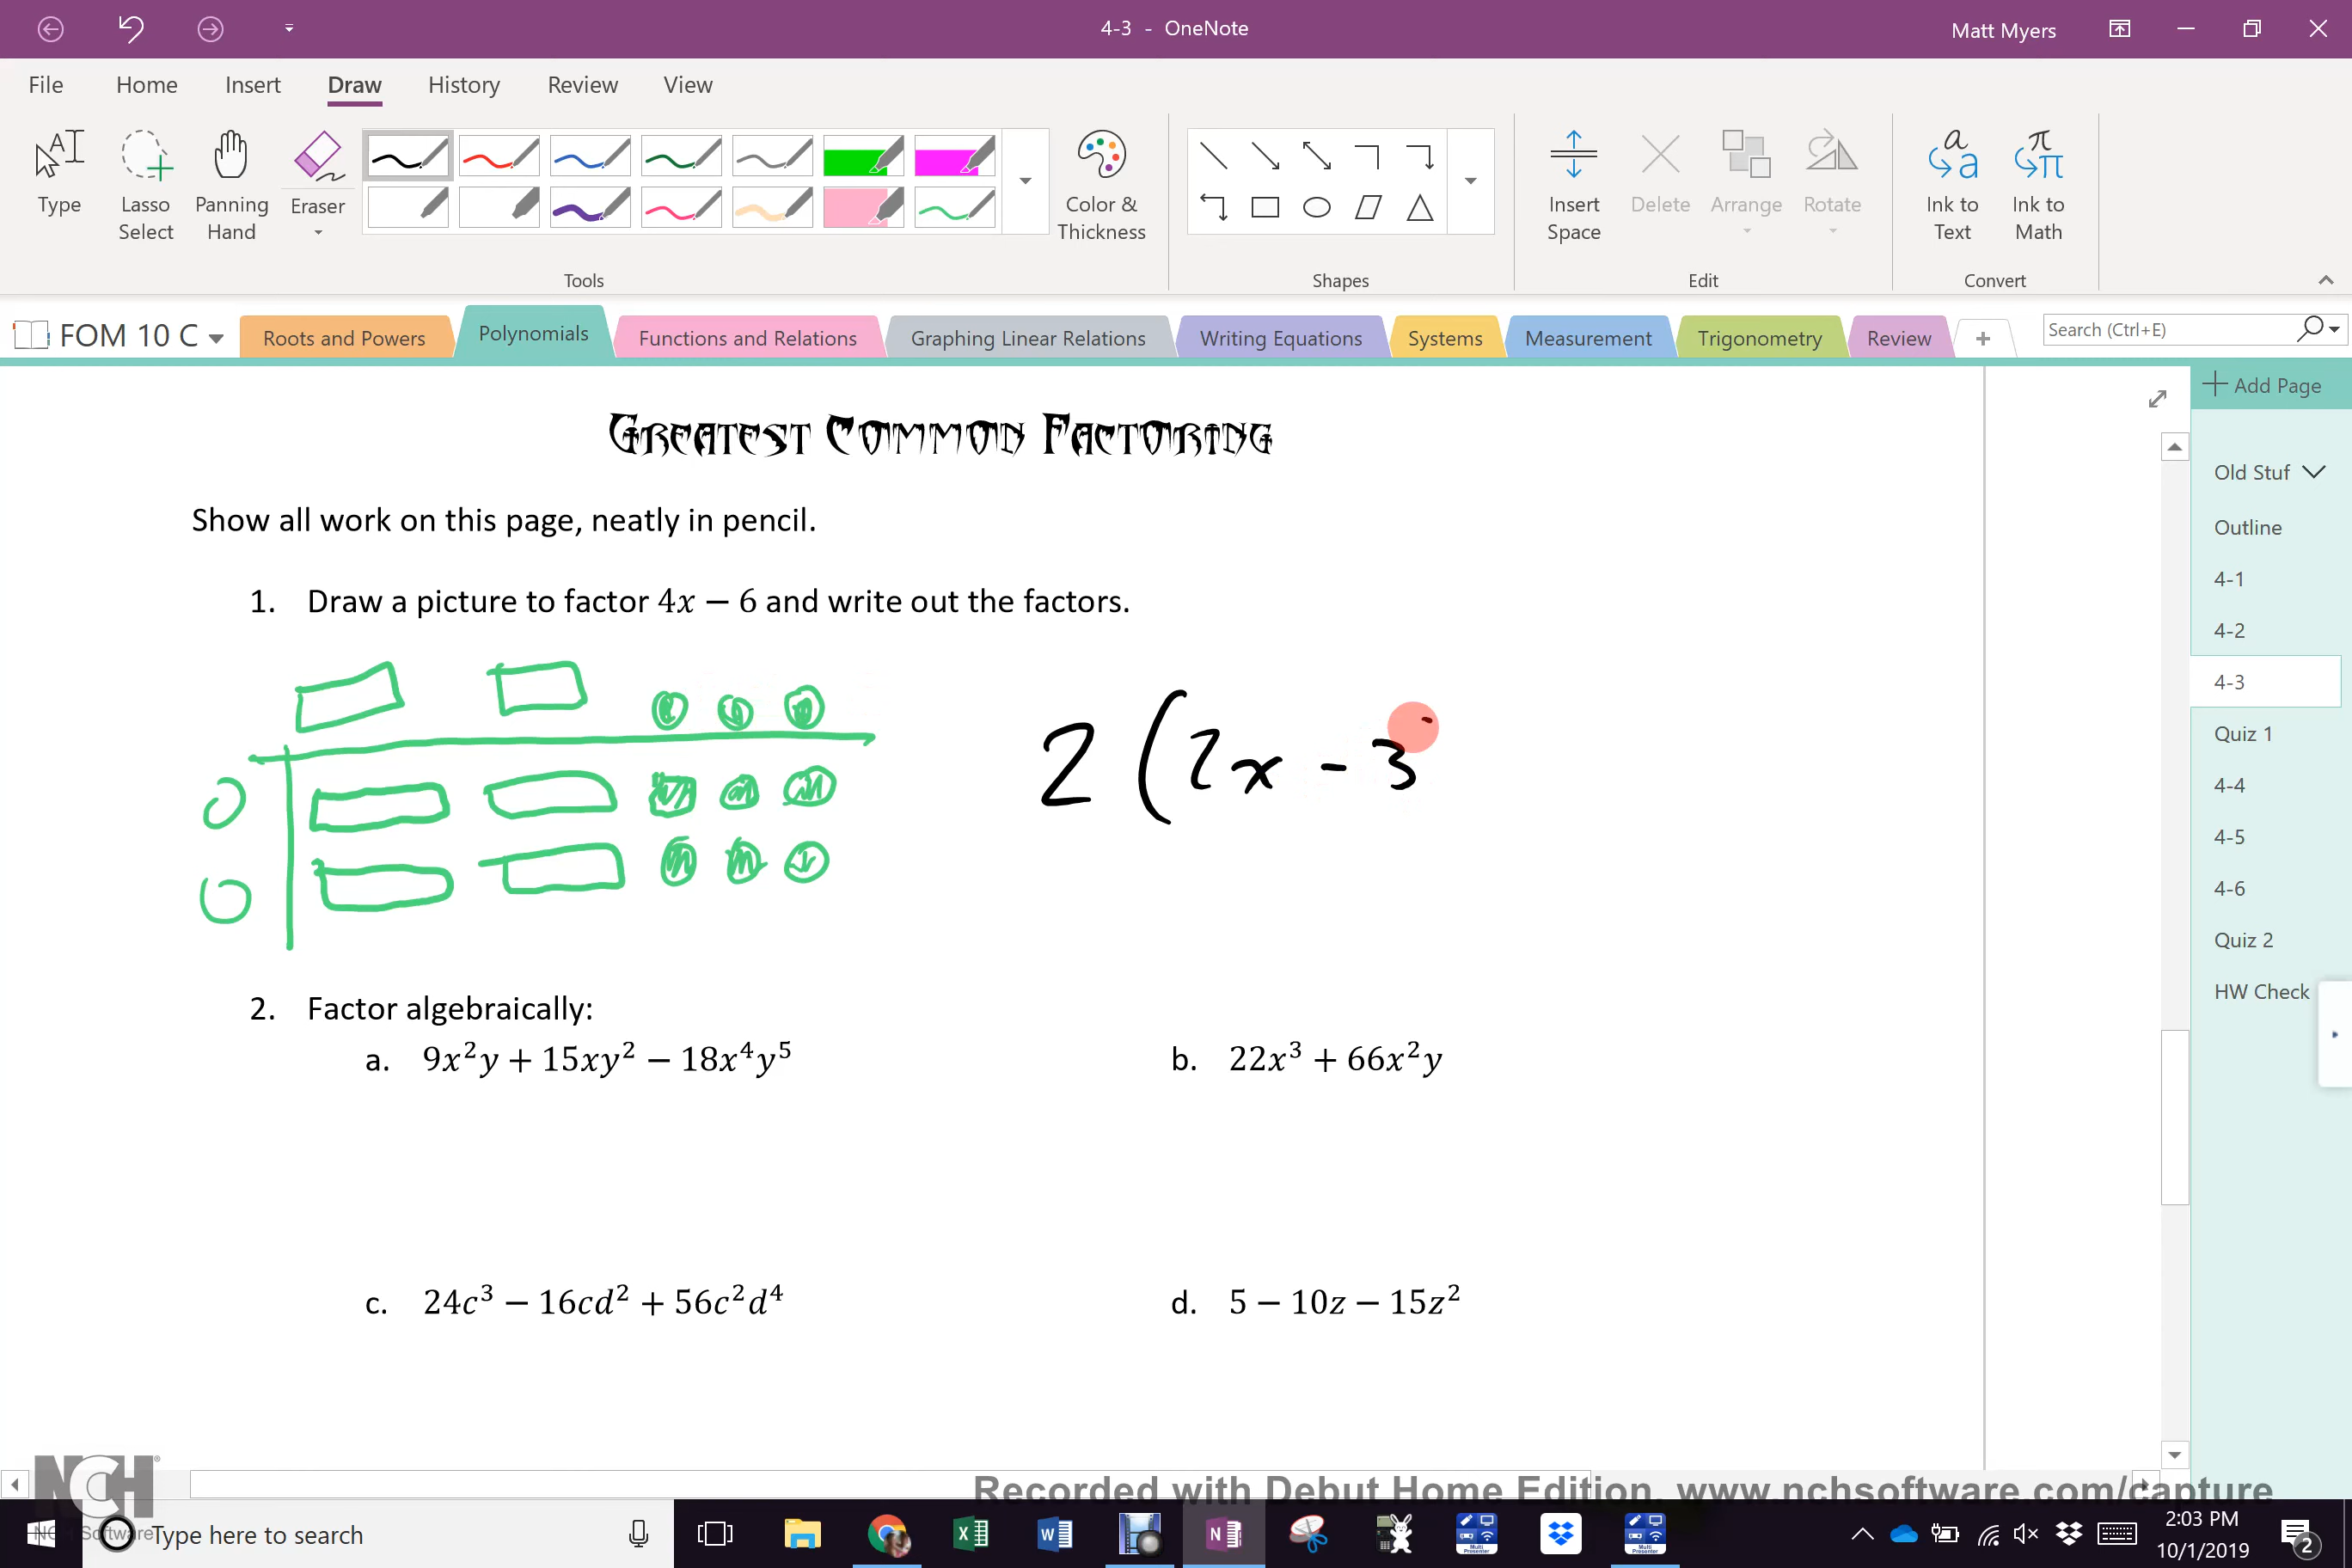 4-3 - OneNote
Matt Myers
File Home Insert Draw History Review View
Type
Lasso Select
Panning Hand
Eraser
Color & Thickness
Insert Space
Delete
Arrange
Rotate
Ink to Text
Ink to Math
Tools
Shapes
Edit
Convert
FOM 10 C
Roots and Powers
Polynomials
Functions and Relations
Graphing Linear Relations
Writing Equations
Systems
Measurement
Trigonometry
Review
Search (Ctrl+E)
Add Page
Old Stuf
Outline
4-1
4-2
4-3
Quiz 1
4-4
4-5
4-6
Quiz 2
HW Check
Greatest Common Factoring
Show all work on this page, neatly in pencil.
1. Draw a picture to factor 4x − 6 and write out the factors.
2 (2x - 3
2. Factor algebraically:
a. 9x²y + 15xy² − 18x⁴y⁵
b. 22x³ + 66x²y
c. 24c³ − 16cd² + 56c²d⁴
d. 5 − 10z − 15z²
NCH®
NCH Software
Recorded with Debut Home Edition. www.nchsoftware.com/capture
Type here to search
2:03 PM
10/1/2019
2